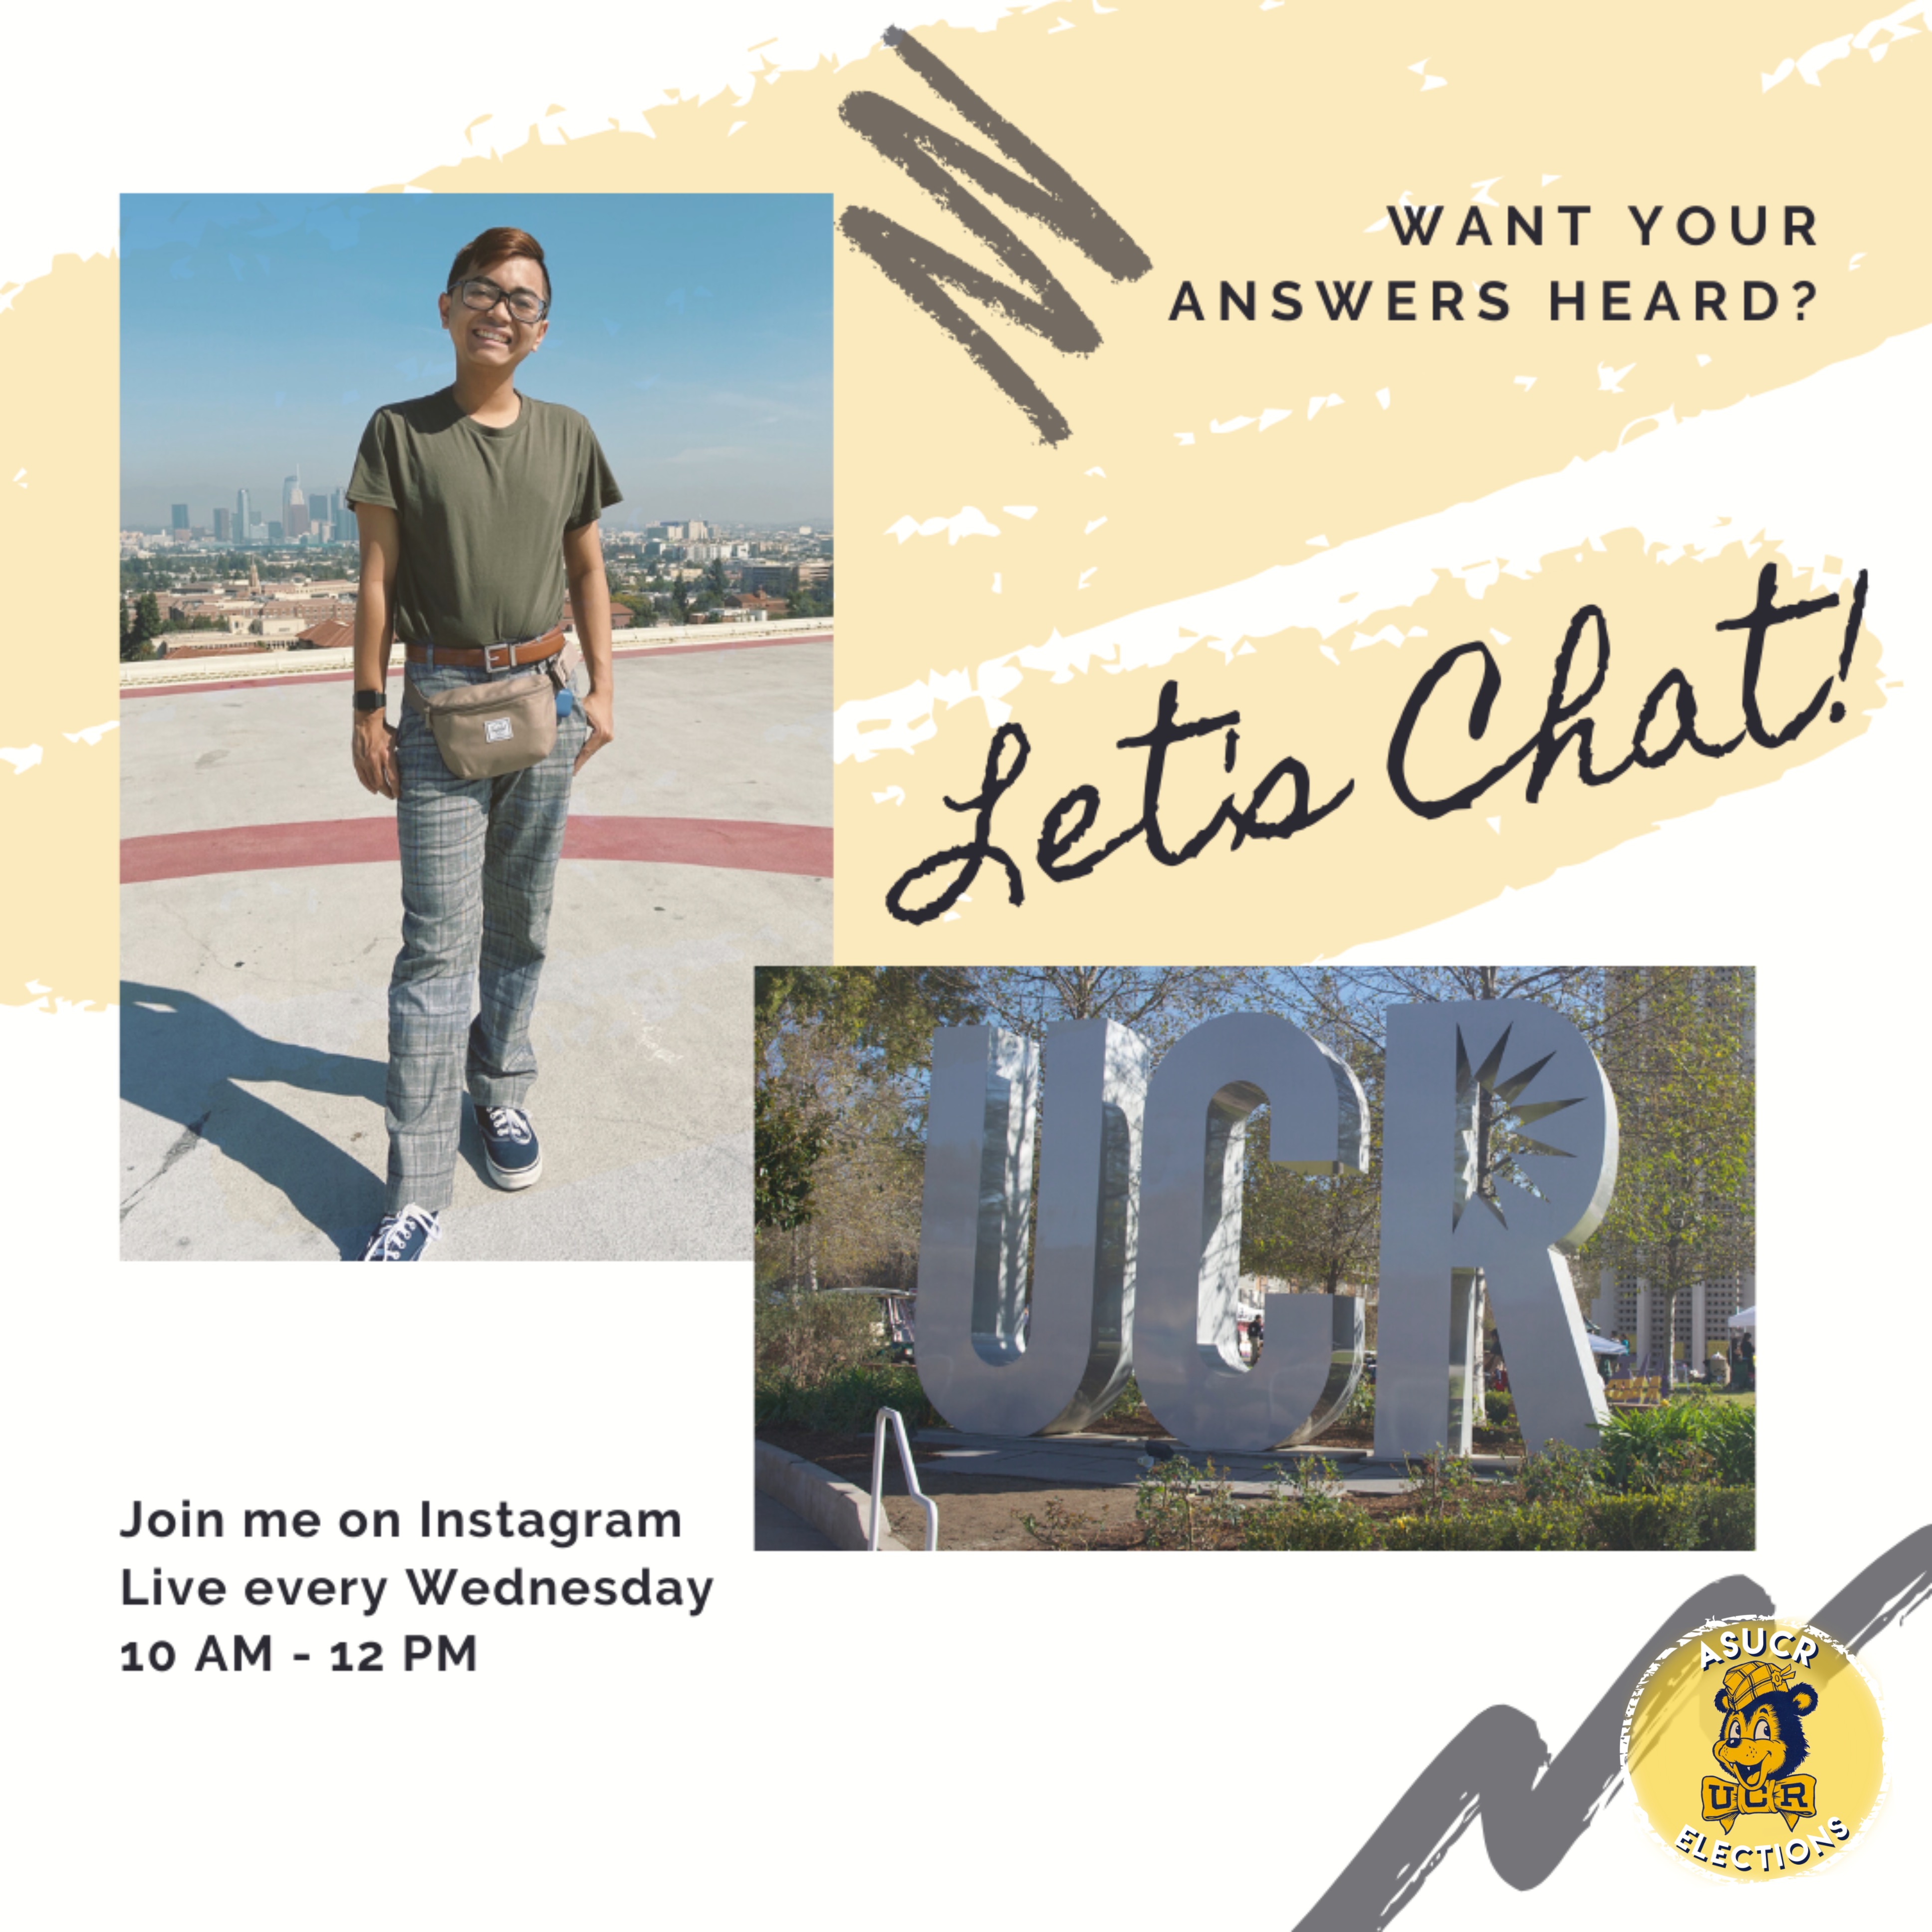 WANT YOUR
ANSWERS HEARD?
Let's Chat!
UCR
Join me on Instagram
Live every Wednesday
10 AM - 12 PM
ASUCR
UCR
ELECTIONS